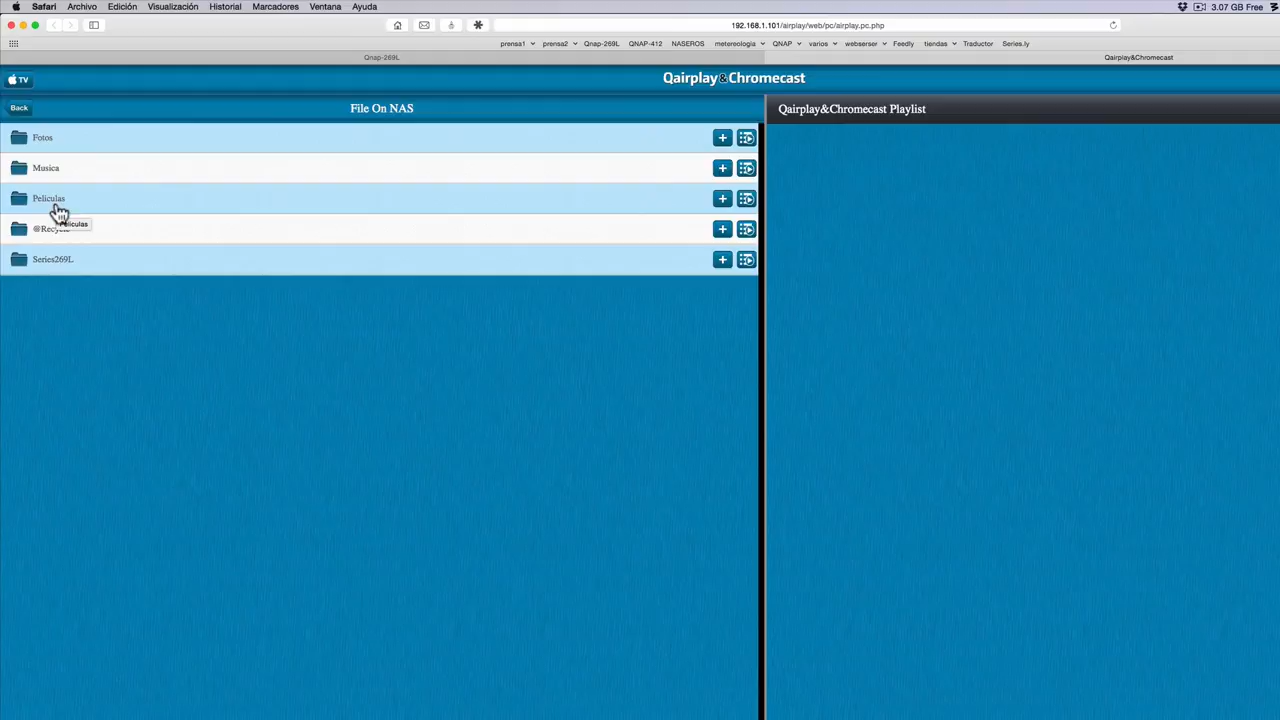 Safari Archivo Edición Visualización Historial Marcadores Ventana Ayuda 3.07 GB Free
192.168.1.101/airplay/web/pc/airplay.pc.php
prensa1 prensa2 Qnap-269L QNAP-412 NASEROS metereologia QNAP varios webserser Feedly tiendas Traductor Series.ly
Qnap-269L Qairplay&Chromecast
TV Qairplay&Chromecast
Back File On NAS Qairplay&Chromecast Playlist
Fotos
Musica
Peliculas
@Recycle
Series269L